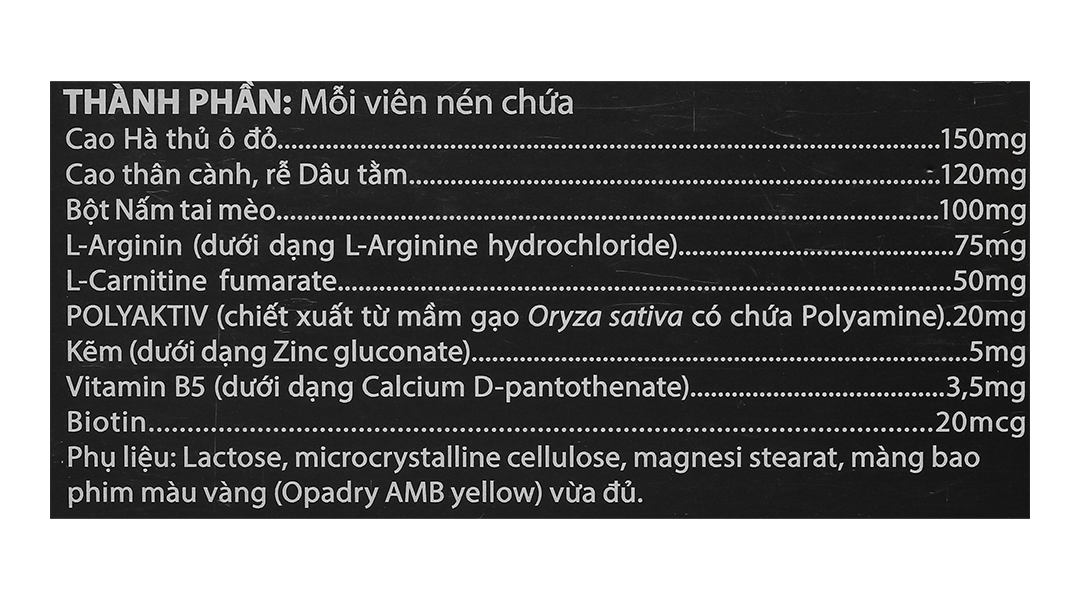 THÀNH PHẦN: Mỗi viên nén chứa
Cao Hà thủ ô đỏ..........150mg
Cao thân cành, rễ Dâu tằm..........120mg
Bột Nấm tai mèo..........100mg
L-Arginin (dưới dạng L-Arginine hydrochloride)..........75mg
L-Carnitine fumarate..........50mg
POLYAKTIV (chiết xuất từ mầm gạo Oryza sativa có chứa Polyamine).20mg
Kẽm (dưới dạng Zinc gluconate)..........5mg
Vitamin B5 (dưới dạng Calcium D-pantothenate)..........3,5mg
Biotin..........20mcg
Phụ liệu: Lactose, microcrystalline cellulose, magnesi stearat, màng bao
phim màu vàng (Opadry AMB yellow) vừa đủ.